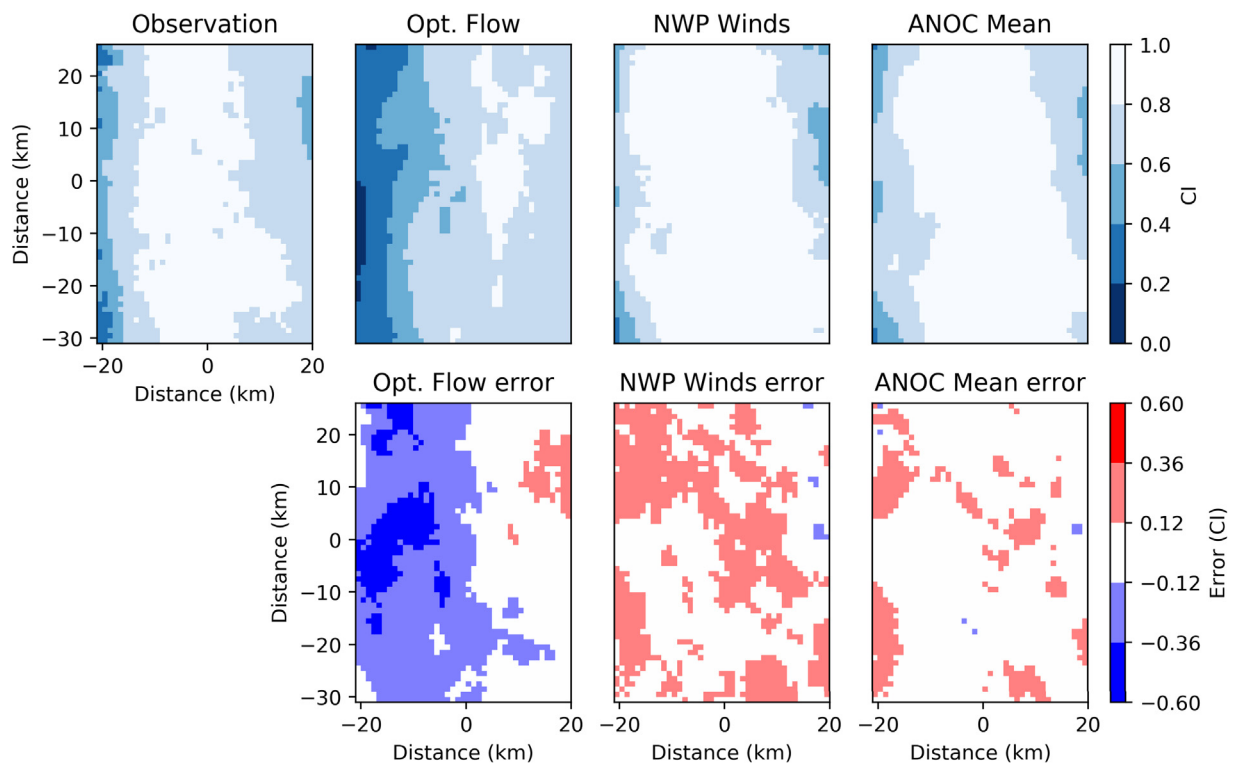 Observation
Opt. Flow
NWP Winds
ANOC Mean
Distance (km)
20
10
0
−10
−20
−30
−20
0
20
Distance (km)
1.0
0.8
0.6
0.4
0.2
0.0
CI
Opt. Flow error
NWP Winds error
ANOC Mean error
Distance (km)
20
10
0
−10
−20
−30
−20
0
20
Distance (km)
−20
0
20
Distance (km)
−20
0
20
Distance (km)
0.60
0.36
0.12
−0.12
−0.36
−0.60
Error (CI)